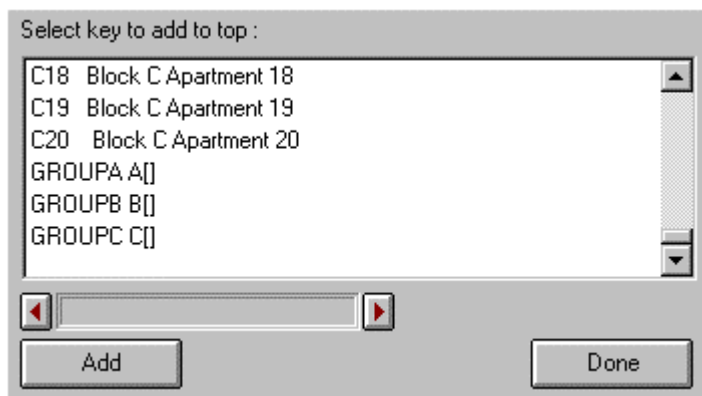 Select key to add to top :
C18 Block C Apartment 18
C19 Block C Apartment 19
C20 Block C Apartment 20
GROUPA A[]
GROUPB B[]
GROUPC C[]
Add
Done